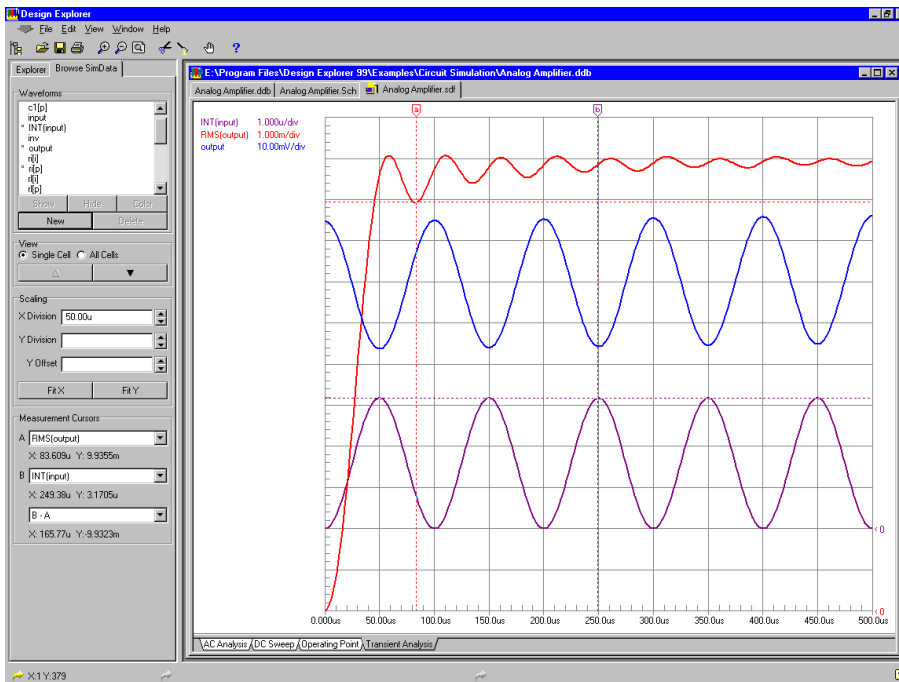 Design Explorer
File Edit View Window Help
?
Explorer Browse SimData
Waveforms
c1[p]
input
* INT(input)
inv
* output
ri[i]
* ri[p]
rl[i]
rl[p]
Show Hide Color
New Delete
View
Single Cell All Cells
Scaling
X Division 50.00u
Y Division
Y Offset
Fit X Fit Y
Measurement Cursors
A RMS(output)
X: 83.609u Y: 9.9355m
B INT(input)
X: 249.38u Y: 3.1705u
B - A
X: 165.77u Y:-9.9323m
E:\Program Files\Design Explorer 99\Examples\Circuit Simulation\Analog Amplifier.ddb
Analog Amplifier.ddb Analog Amplifier.Sch Analog Amplifier.sdf
a b
INT(input) 1.000u/div
RMS(output) 1.000m/div
output 10.00mV/div
<0
<0
0.000us 50.00us 100.0us 150.0us 200.0us 250.0us 300.0us 350.0us 400.0us 450.0us 500.0us
AC Analysis DC Sweep Operating Point Transient Analysis
X:1 Y:379